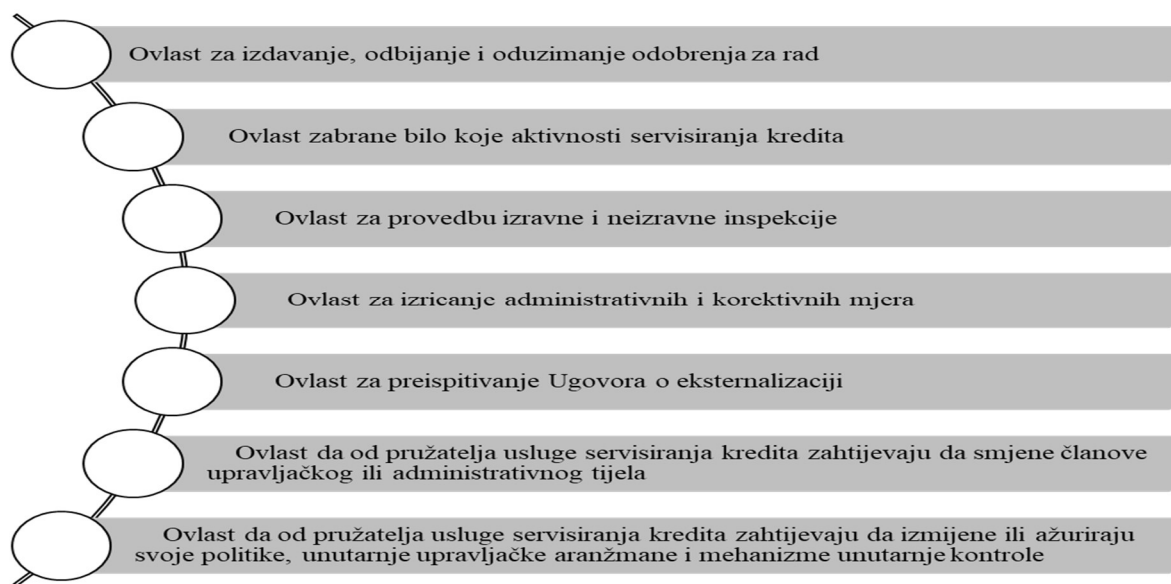 Ovlast za izdavanje, odbijanje i oduzimanje odobrenja za rad
Ovlast zabrane bilo koje aktivnosti servisiranja kredita
Ovlast za provedbu izravne i neizravne inspekcije
Ovlast za izricanje administrativnih i korektivnih mjera
Ovlast za preispitivanje Ugovora o eksternalizaciji
Ovlast da od pružatelja usluge servisiranja kredita zahtijevaju da smjene članove
upravljačkog ili administrativnog tijela
Ovlast da od pružatelja usluge servisiranja kredita zahtijevaju da izmijene ili ažuriraju
svoje politike, unutarnje upravljačke aranžmane i mehanizme unutarnje kontrole